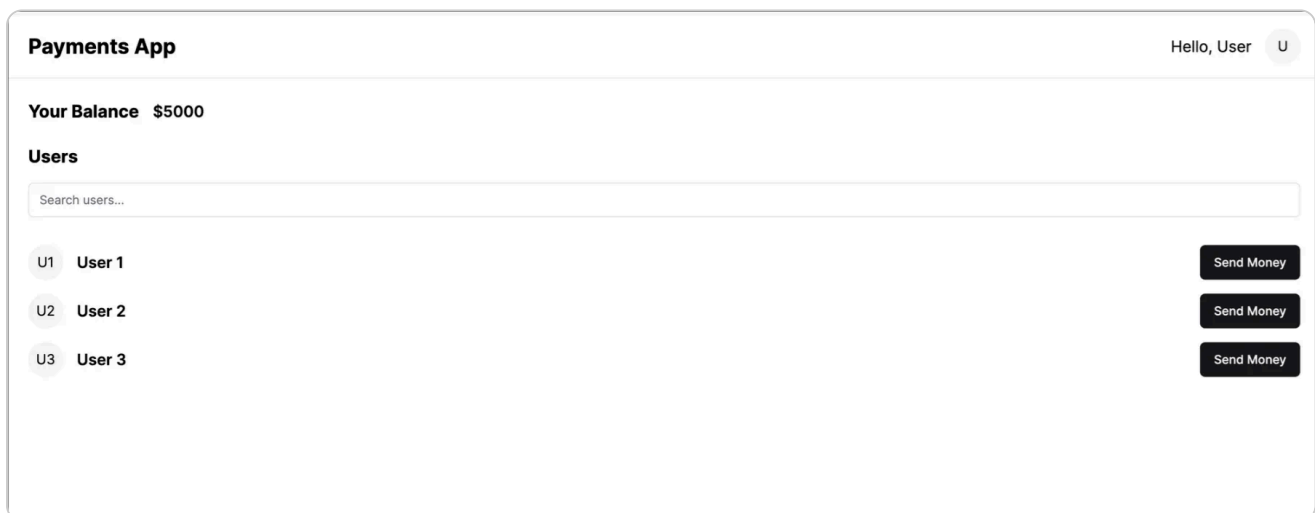 Payments App Hello, User U
Your Balance $5000
Users
Search users...
U1 User 1 Send Money
U2 User 2 Send Money
U3 User 3 Send Money